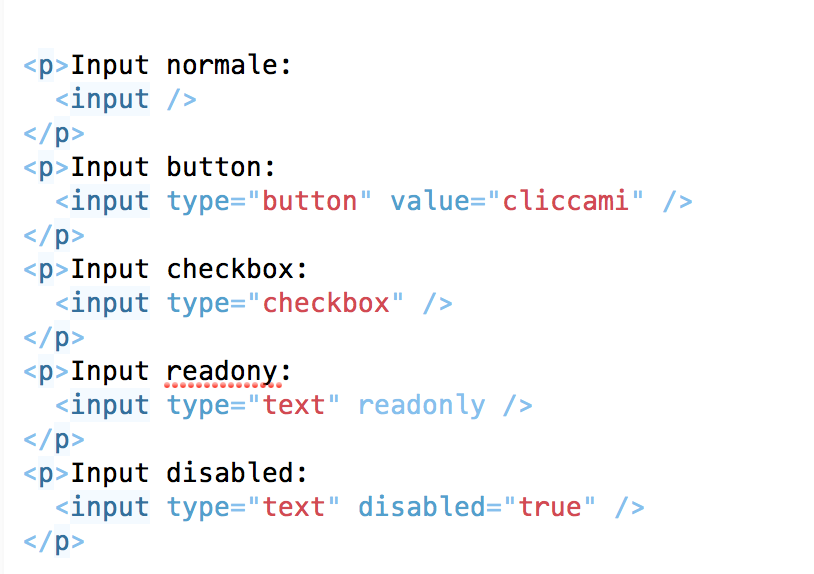 <p>Input normale:
  <input />
</p>
<p>Input button:
  <input type="button" value="cliccami" />
</p>
<p>Input checkbox:
  <input type="checkbox" />
</p>
<p>Input readony:
  <input type="text" readonly />
</p>
<p>Input disabled:
  <input type="text" disabled="true" />
</p>